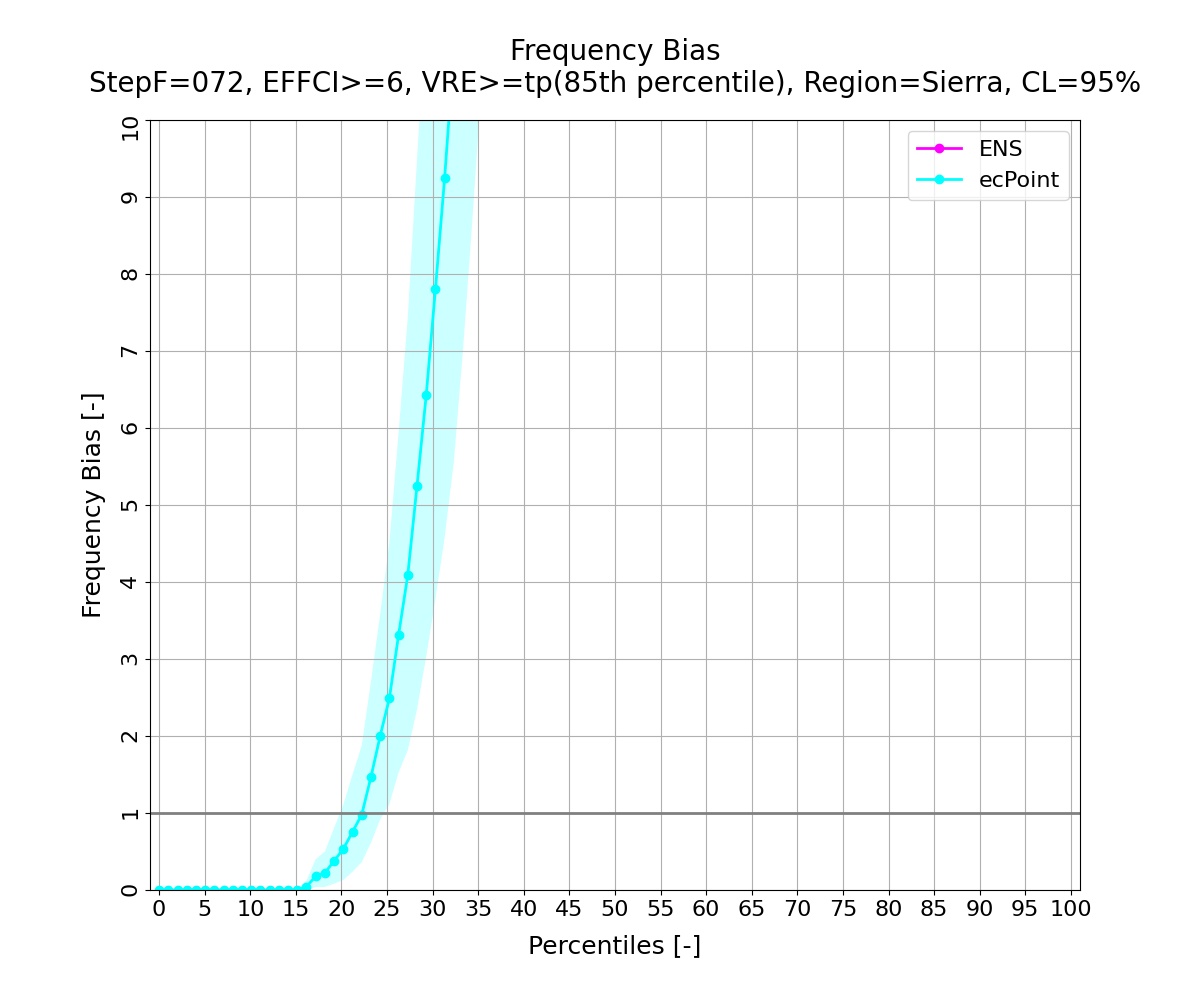 Frequency Bias
StepF=072, EFFCI>=6, VRE>=tp(85th percentile), Region=Sierra, CL=95%
ENS
ecPoint
10
9
8
7
6
5
4
3
2
1
0
Frequency Bias [-]
0 5 10 15 20 25 30 35 40 45 50 55 60 65 70 75 80 85 90 95 100
Percentiles [-]